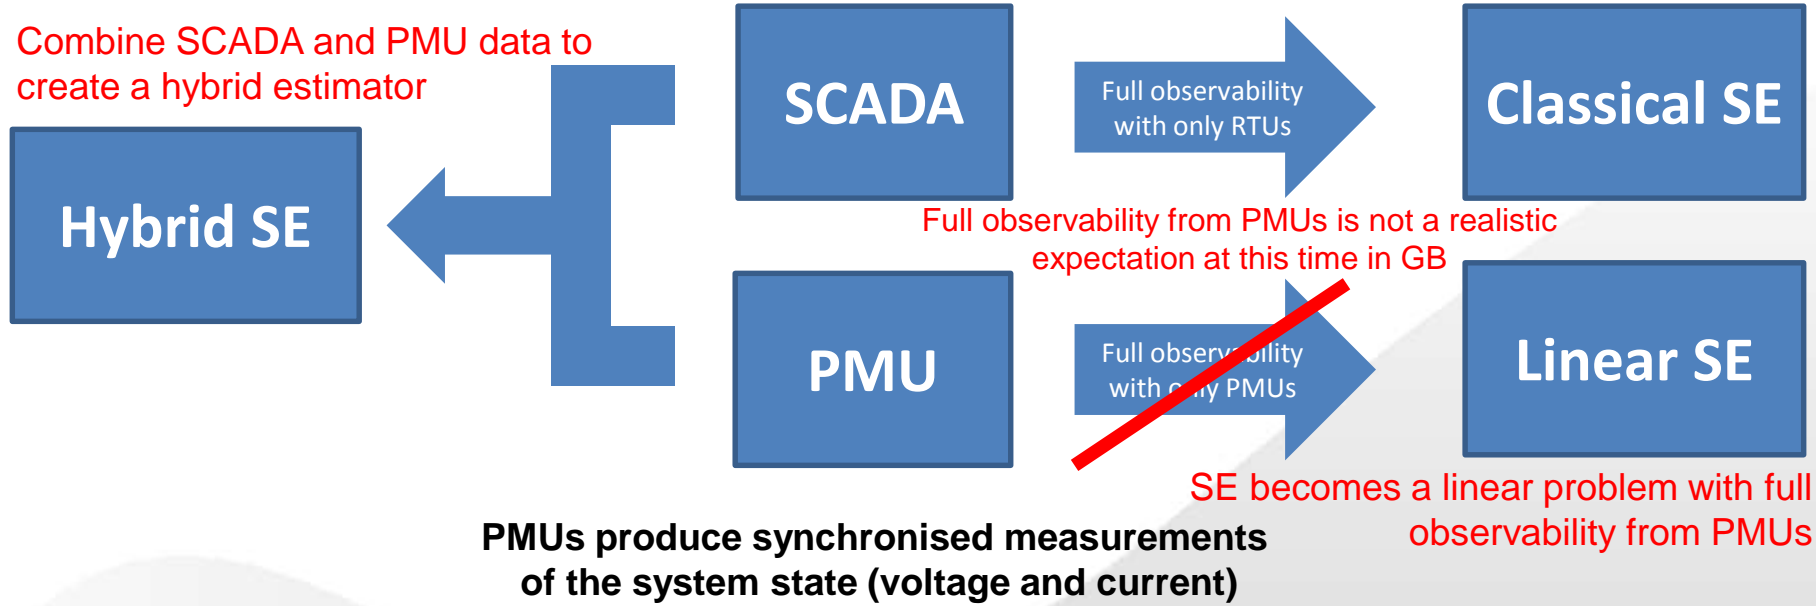 Combine SCADA and PMU data to
create a hybrid estimator
Hybrid SE
SCADA
Full observability
with only RTUs
Classical SE
Full observability from PMUs is not a realistic
expectation at this time in GB
PMU
Full observability
with only PMUs
Linear SE
SE becomes a linear problem with full
observability from PMUs
PMUs produce synchronised measurements
of the system state (voltage and current)